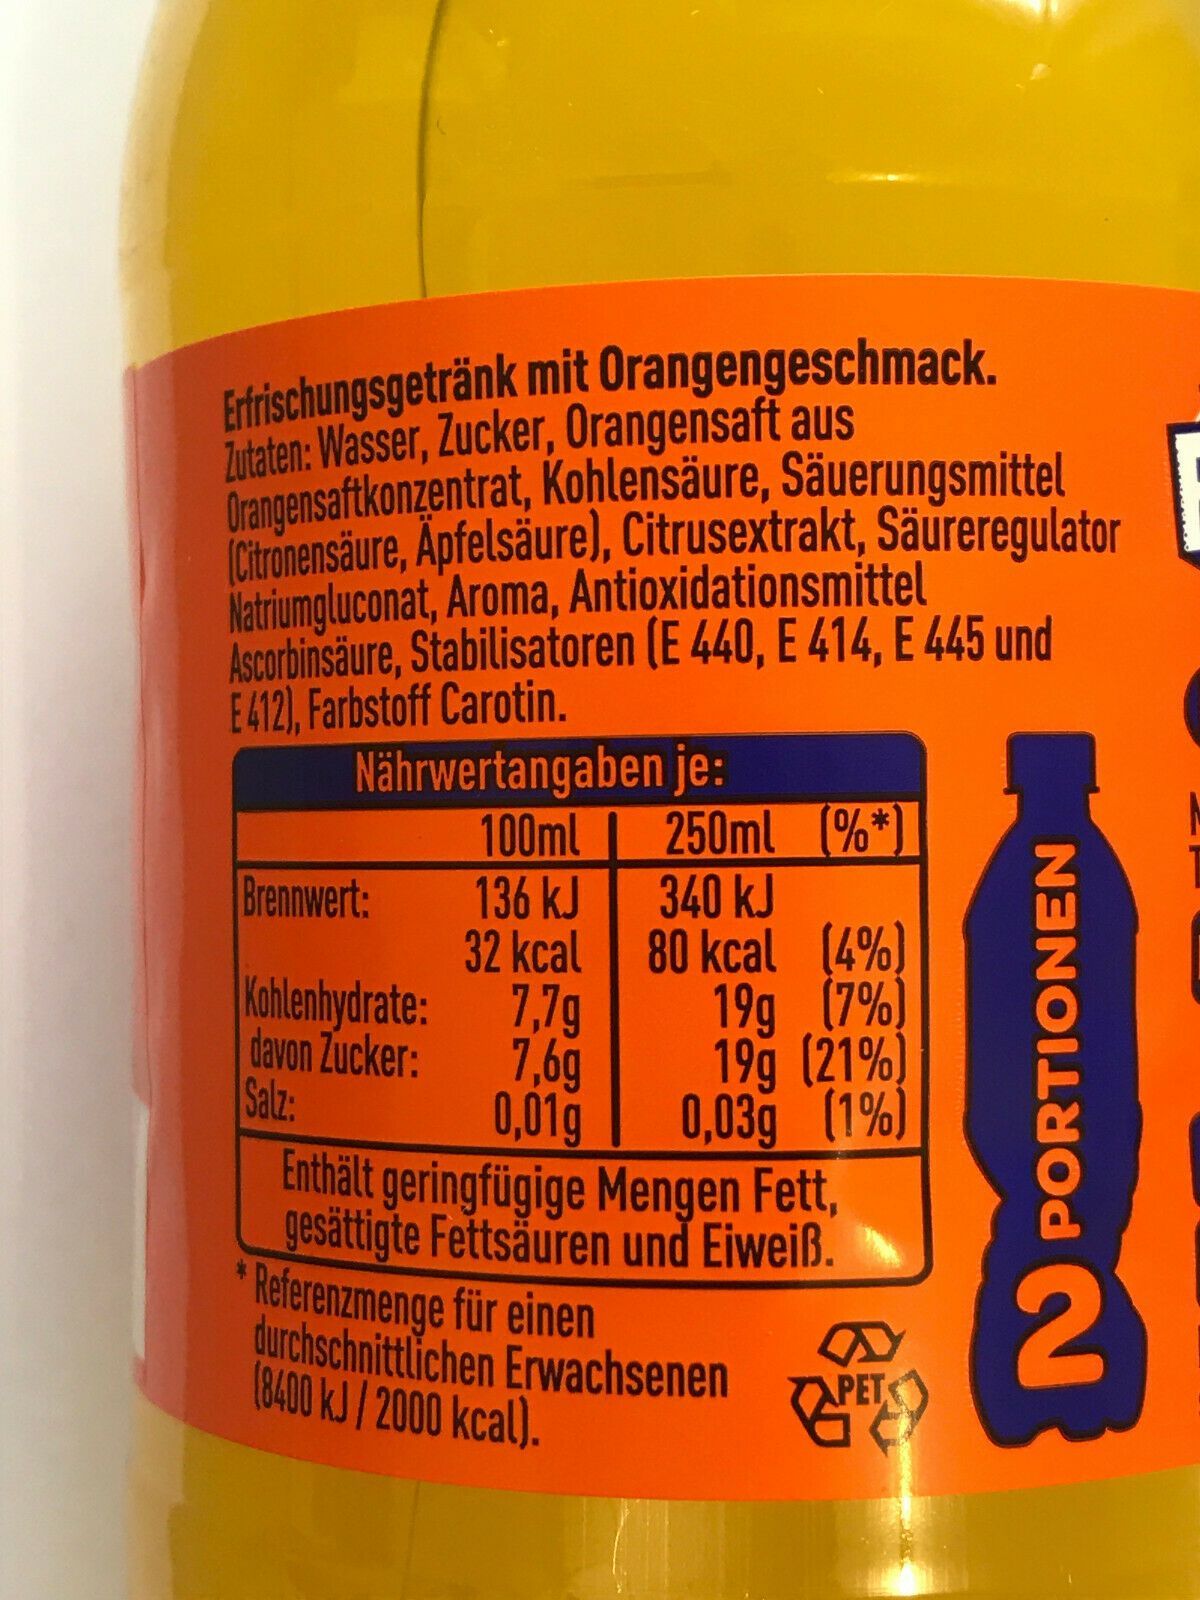 Erfrischungsgetränk mit Orangengeschmack.
Zutaten: Wasser, Zucker, Orangensaft aus
Orangensaftkonzentrat, Kohlensäure, Säuerungsmittel
(Citronensäure, Äpfelsäure), Citrusextrakt, Säureregulator
Natriumgluconat, Aroma, Antioxidationsmittel
Ascorbinsäure, Stabilisatoren (E 440, E 414, E 445 und
E 412), Farbstoff Carotin.
Nährwertangaben je:
100ml 250ml (%*)
Brennwert: 136 kJ 340 kJ
32 kcal 80 kcal (4%)
Kohlenhydrate: 7,7g 19g (7%)
davon Zucker: 7,6g 19g (21%)
Salz: 0,01g 0,03g (1%)
Enthält geringfügige Mengen Fett,
gesättigte Fettsäuren und Eiweiß.
* Referenzmenge für einen
durchschnittlichen Erwachsenen
(8400 kJ / 2000 kcal).
PET
2 PORTIONEN